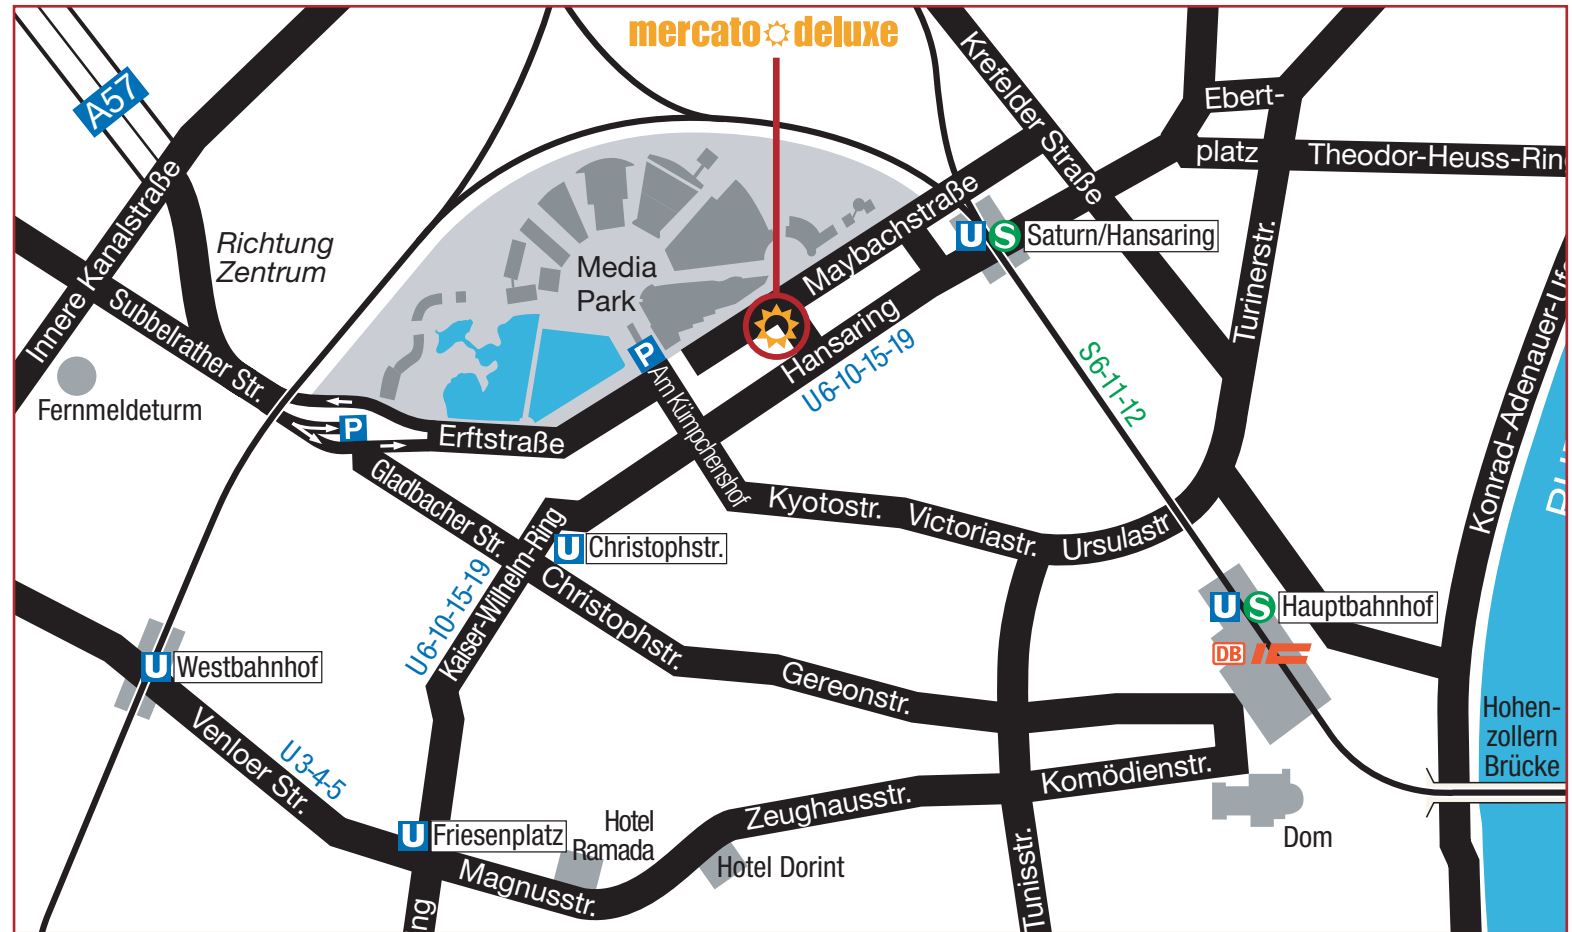 mercato deluxe
A57
Krefelder Straße
Ebert-
platz
Theodor-Heuss-Rin
Innere Kanalstraße
Richtung
Zentrum
Subbelrather Str.
Media
Park
Maybachstraße
U S Saturn/Hansaring
Hansaring
U6-10-15-19
Turinerstr.
S6-11-12
Konrad-Adenauer-Ufe
Fernmeldeturm
P
P
Am Kümpchenshof
Erftstraße
Gladbacher Str.
Kyotostr.
Victoriastr.
Ursulastr
U Christophstr.
Kaiser-Wilhelm-Ring
U6-10-15-19
Christophstr.
U S Hauptbahnhof
DB IC
U Westbahnhof
Gereonstr.
Hohen-
zollern
Brücke
Venloer Str.
U3-4-5
Komödienstr.
Zeughausstr.
U Friesenplatz
Hotel
Ramada
Hotel Dorint
Dom
Magnusstr.
Tunisstr.
ng